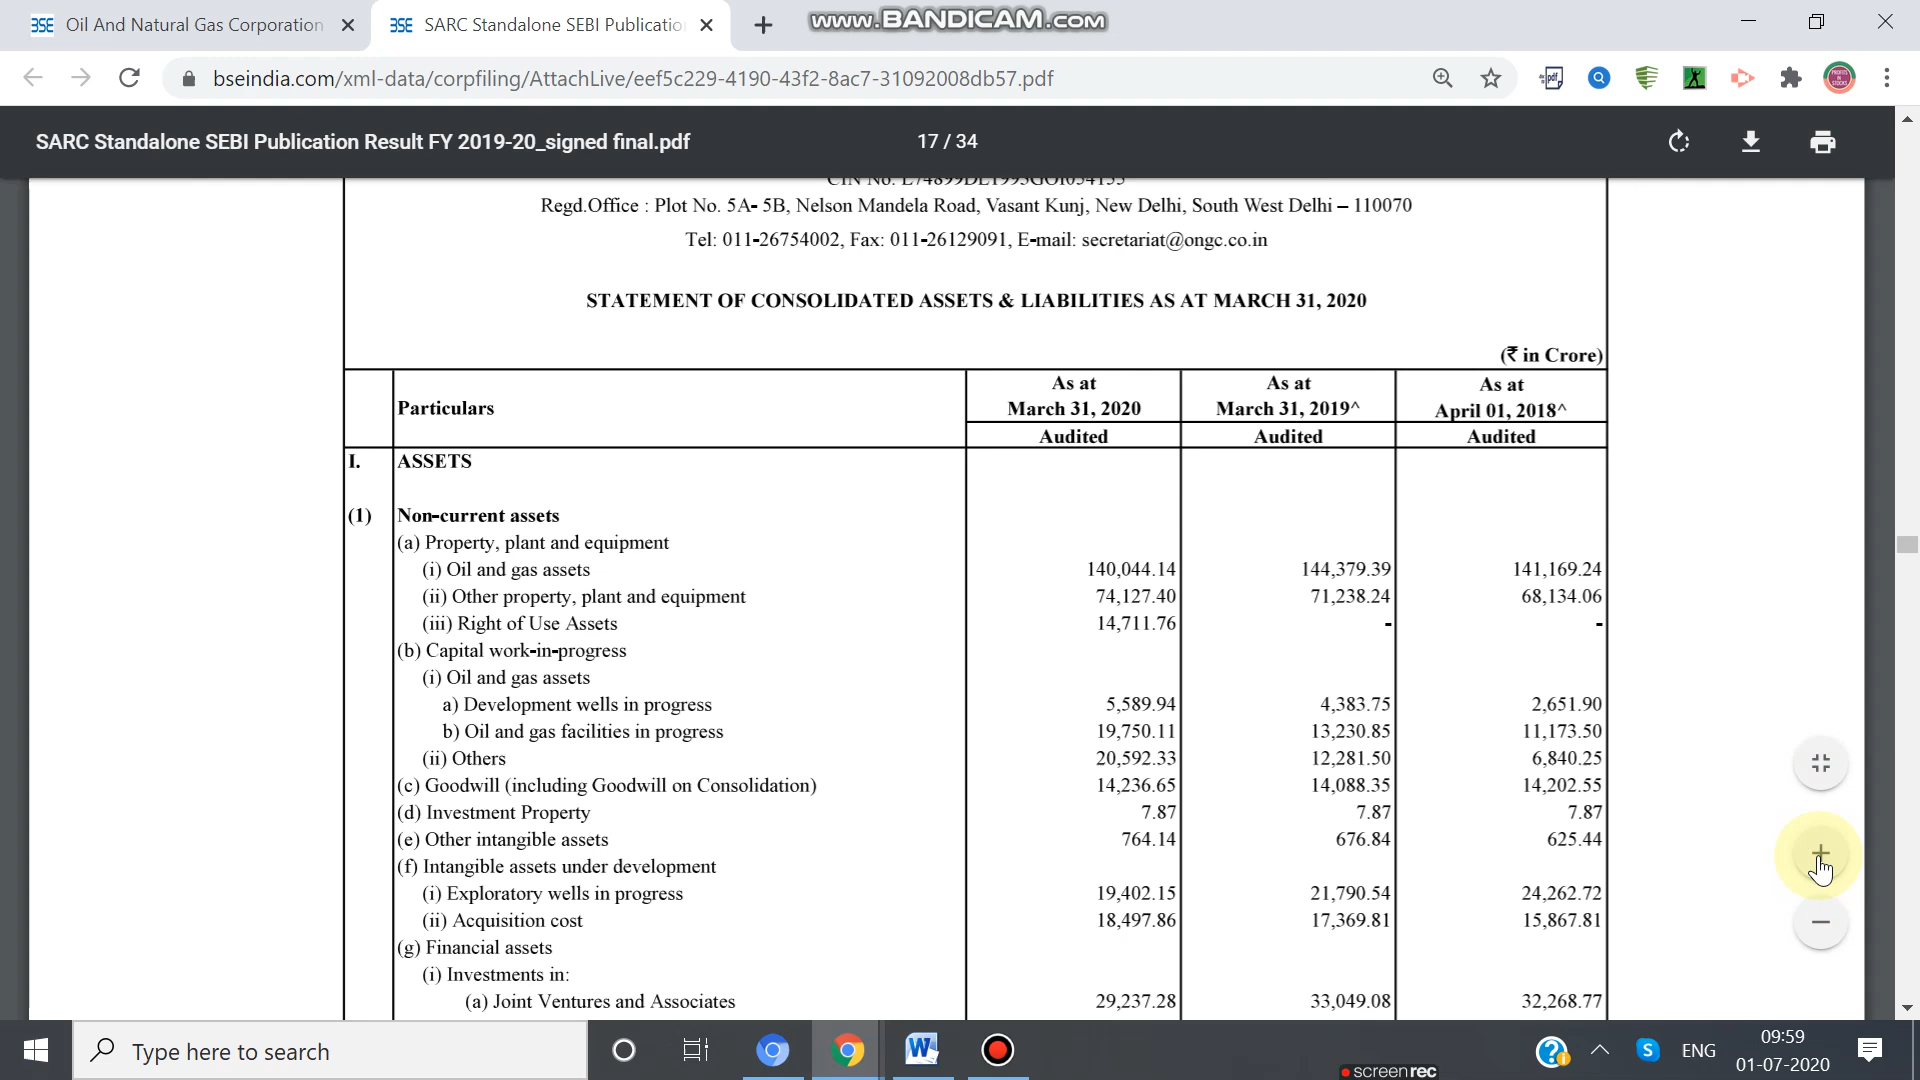 Oil And Natural Gas Corporation
SARC Standalone SEBI Publicatio
www.BANDICAM.com
bseindia.com/xml-data/corpfiling/AttachLive/eef5c229-4190-43f2-8ac7-31092008db57.pdf
SARC Standalone SEBI Publication Result FY 2019-20_signed final.pdf 17 / 34
CIN No. L74899DL1993GOI054155
Regd.Office : Plot No. 5A- 5B, Nelson Mandela Road, Vasant Kunj, New Delhi, South West Delhi – 110070
Tel: 011-26754002, Fax: 011-26129091, E-mail: secretariat@ongc.co.in
STATEMENT OF CONSOLIDATED ASSETS & LIABILITIES AS AT MARCH 31, 2020
(₹ in Crore)
Particulars As at March 31, 2020 As at March 31, 2019^ As at April 01, 2018^
Audited Audited Audited
I. ASSETS
(1) Non-current assets
(a) Property, plant and equipment
(i) Oil and gas assets 140,044.14 144,379.39 141,169.24
(ii) Other property, plant and equipment 74,127.40 71,238.24 68,134.06
(iii) Right of Use Assets 14,711.76 - -
(b) Capital work-in-progress
(i) Oil and gas assets
a) Development wells in progress 5,589.94 4,383.75 2,651.90
b) Oil and gas facilities in progress 19,750.11 13,230.85 11,173.50
(ii) Others 20,592.33 12,281.50 6,840.25
(c) Goodwill (including Goodwill on Consolidation) 14,236.65 14,088.35 14,202.55
(d) Investment Property 7.87 7.87 7.87
(e) Other intangible assets 764.14 676.84 625.44
(f) Intangible assets under development
(i) Exploratory wells in progress 19,402.15 21,790.54 24,262.72
(ii) Acquisition cost 18,497.86 17,369.81 15,867.81
(g) Financial assets
(i) Investments in:
(a) Joint Ventures and Associates 29,237.28 33,049.08 32,268.77
Type here to search
ENG
09:59
01-07-2020
screenrec